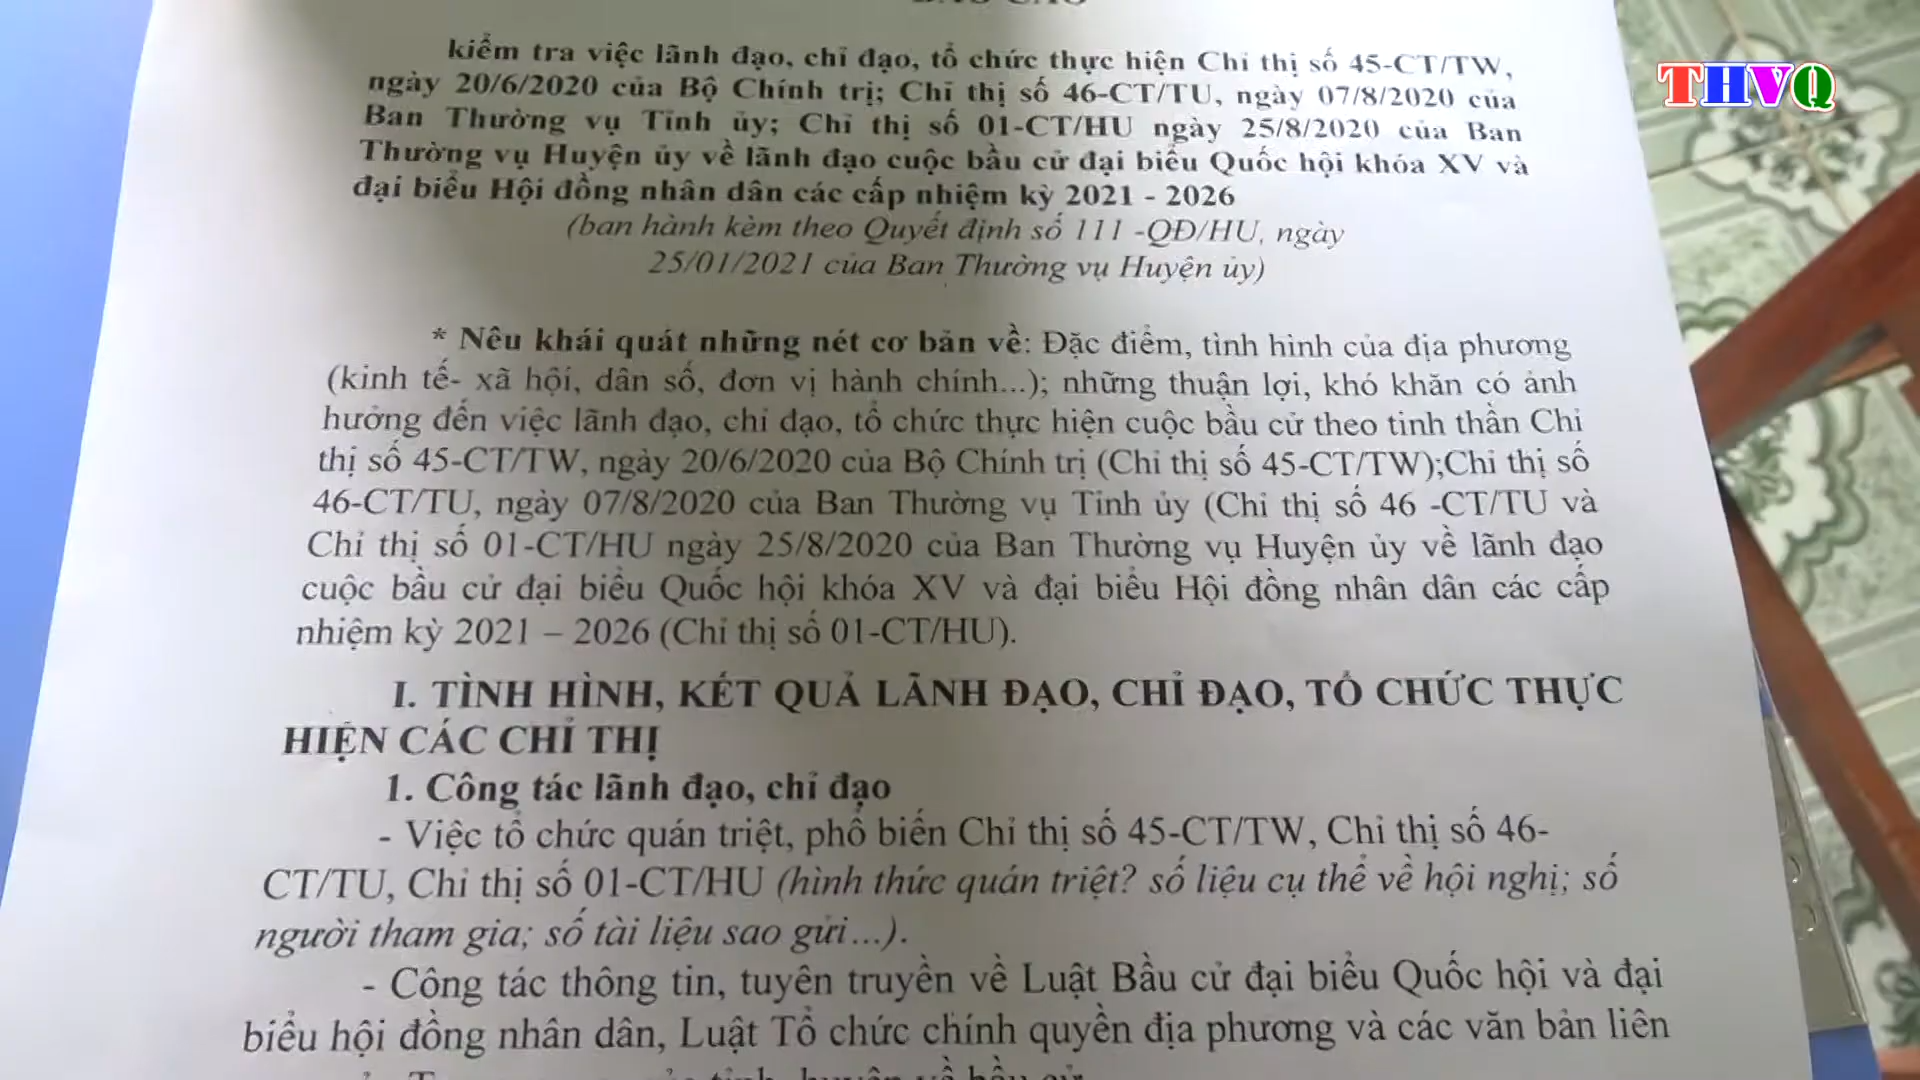 BÁO CÁO
kiểm tra việc lãnh đạo, chỉ đạo, tổ chức thực hiện Chỉ thị số 45-CT/TW,
ngày 20/6/2020 của Bộ Chính trị; Chỉ thị số 46-CT/TU, ngày 07/8/2020 của
Ban Thường vụ Tỉnh ủy; Chỉ thị số 01-CT/HU ngày 25/8/2020 của Ban
Thường vụ Huyện ủy về lãnh đạo cuộc bầu cử đại biểu Quốc hội khóa XV và
đại biểu Hội đồng nhân dân các cấp nhiệm kỳ 2021 - 2026
(ban hành kèm theo Quyết định số 111 -QĐ/HU, ngày
25/01/2021 của Ban Thường vụ Huyện ủy)
THVQ
* Nêu khái quát những nét cơ bản về: Đặc điểm, tình hình của địa phương
(kinh tế- xã hội, dân số, đơn vị hành chính...); những thuận lợi, khó khăn có ảnh
hưởng đến việc lãnh đạo, chỉ dạo, tổ chức thực hiện cuộc bầu cử theo tinh thần Chỉ
thị số 45-CT/TW, ngày 20/6/2020 của Bộ Chính trị (Chỉ thị số 45-CT/TW);Chỉ thị số
46-CT/TU, ngày 07/8/2020 của Ban Thường vụ Tỉnh ủy (Chỉ thị số 46 -CT/TU và
Chỉ thị số 01-CT/HU ngày 25/8/2020 của Ban Thường vụ Huyện ủy về lãnh đạo
cuộc bầu cử đại biểu Quốc hội khóa XV và đại biểu Hội đồng nhân dân các cấp
nhiệm kỳ 2021 – 2026 (Chỉ thị số 01-CT/HU).
I. TÌNH HÌNH, KẾT QUẢ LÃNH ĐẠO, CHỈ ĐẠO, TỔ CHỨC THỰC
HIỆN CÁC CHỈ THỊ
1. Công tác lãnh đạo, chỉ đạo
- Việc tổ chức quán triệt, phổ biến Chỉ thị số 45-CT/TW, Chỉ thị số 46-
CT/TU, Chỉ thị số 01-CT/HU (hình thức quán triệt? số liệu cụ thể về hội nghị; số
người tham gia; số tài liệu sao gửi...).
- Công tác thông tin, tuyên truyền về Luật Bầu cử đại biểu Quốc hội và đại
biểu hội đồng nhân dân, Luật Tổ chức chính quyền địa phương và các văn bản liên